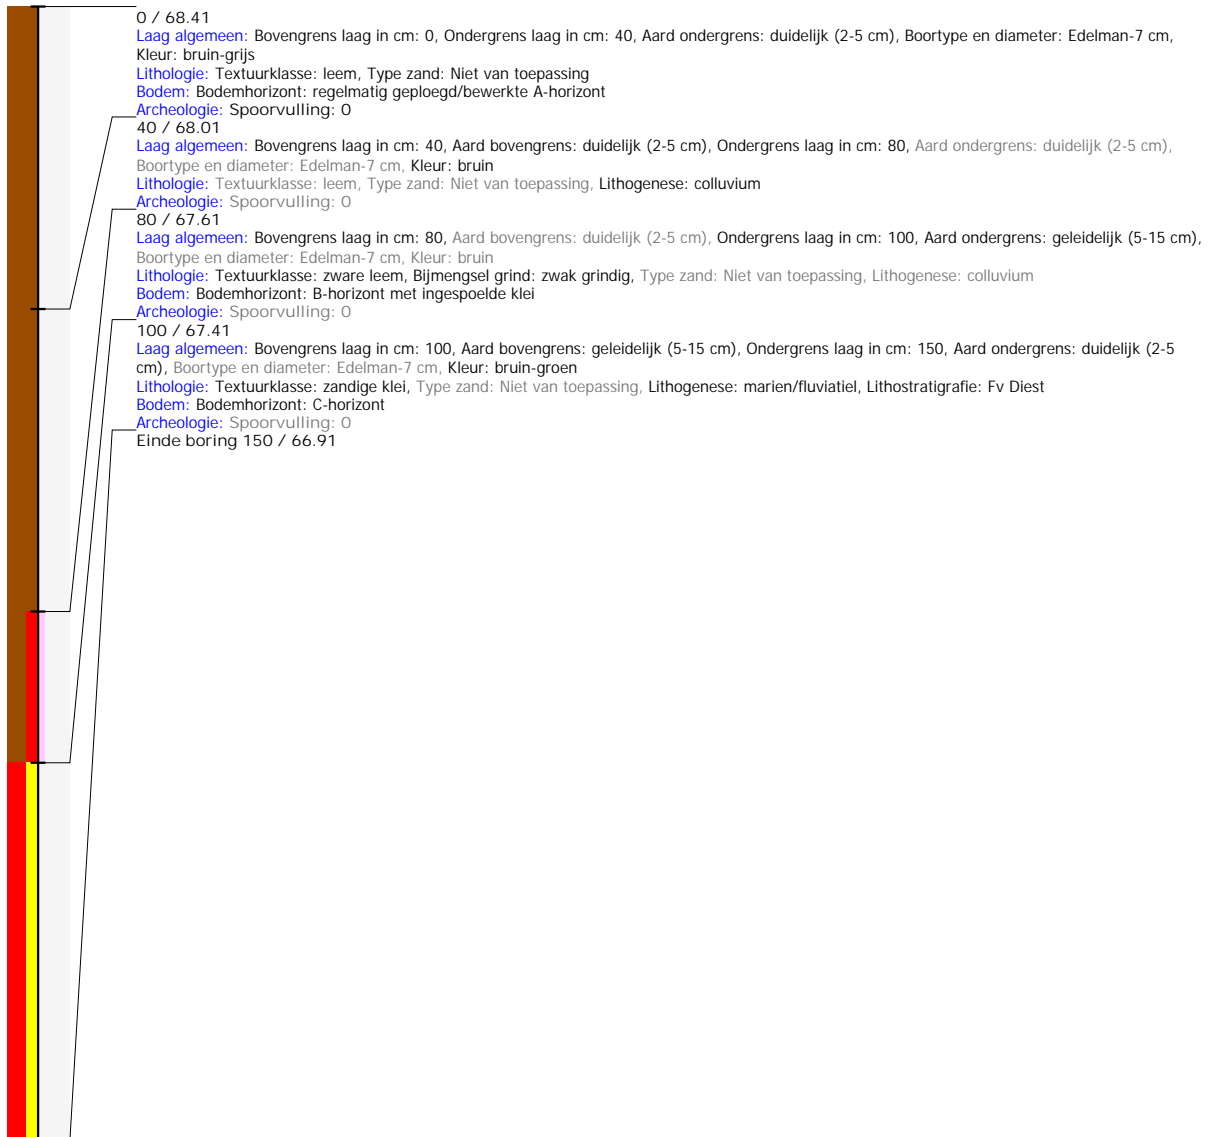 0 / 68.41
Laag algemeen: Bovengrens laag in cm: 0, Ondergrens laag in cm: 40, Aard ondergrens: duidelijk (2-5 cm), Boortype en diameter: Edelman-7 cm,
Kleur: bruin-grijs
Lithologie: Textuurklasse: leem, Type zand: Niet van toepassing
Bodem: Bodemhorizont: regelmatig geploegd/bewerkte A-horizont
Archeologie: Spoorvulling: 0
40 / 68.01
Laag algemeen: Bovengrens laag in cm: 40, Aard bovengrens: duidelijk (2-5 cm), Ondergrens laag in cm: 80, Aard ondergrens: duidelijk (2-5 cm),
Boortype en diameter: Edelman-7 cm, Kleur: bruin
Lithologie: Textuurklasse: leem, Type zand: Niet van toepassing, Lithogenese: colluvium
Archeologie: Spoorvulling: 0
80 / 67.61
Laag algemeen: Bovengrens laag in cm: 80, Aard bovengrens: duidelijk (2-5 cm), Ondergrens laag in cm: 100, Aard ondergrens: geleidelijk (5-15 cm),
Boortype en diameter: Edelman-7 cm, Kleur: bruin
Lithologie: Textuurklasse: zware leem, Bijmengsel grind: zwak grindig, Type zand: Niet van toepassing, Lithogenese: colluvium
Bodem: Bodemhorizont: B-horizont met ingespoelde klei
Archeologie: Spoorvulling: 0
100 / 67.41
Laag algemeen: Bovengrens laag in cm: 100, Aard bovengrens: geleidelijk (5-15 cm), Ondergrens laag in cm: 150, Aard ondergrens: duidelijk (2-5
cm), Boortype en diameter: Edelman-7 cm, Kleur: bruin-groen
Lithologie: Textuurklasse: zandige klei, Type zand: Niet van toepassing, Lithogenese: marien/fluviatiel, Lithostratigrafie: Fv Diest
Bodem: Bodemhorizont: C-horizont
Archeologie: Spoorvulling: 0
Einde boring 150 / 66.91